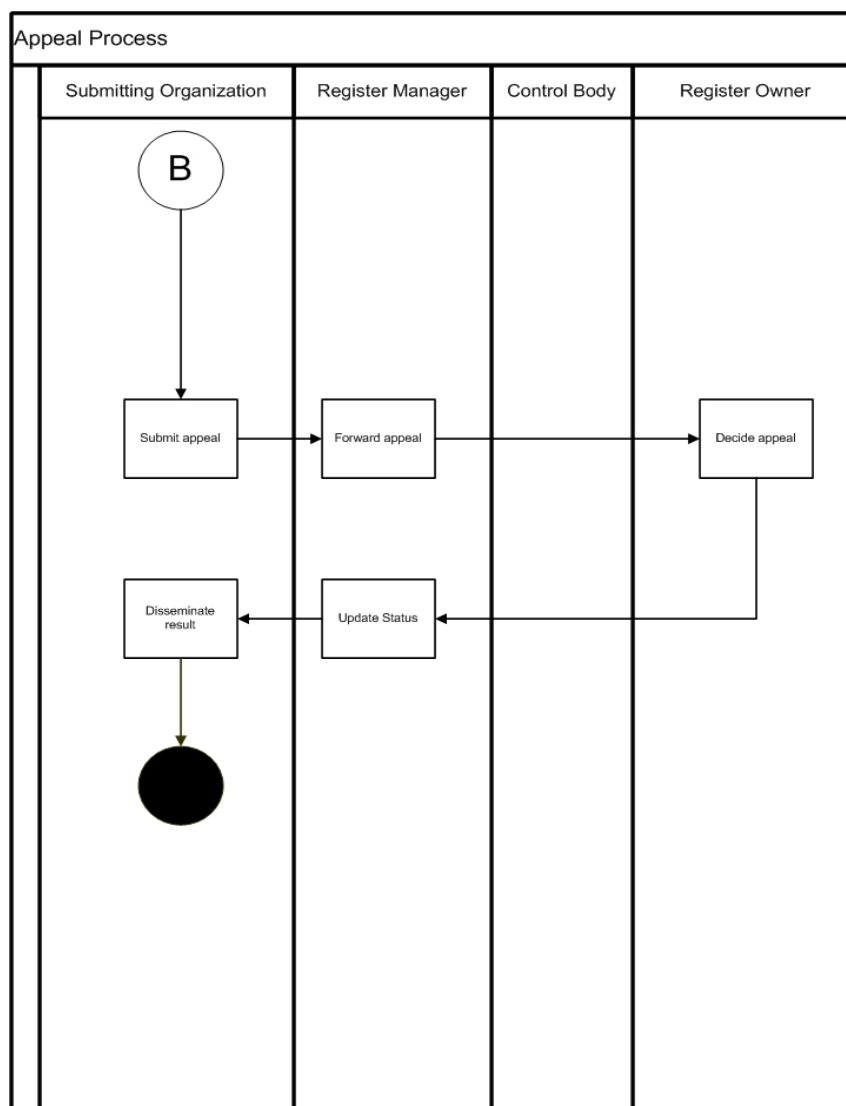 Appeal Process
Submitting Organization
Register Manager
Control Body
Register Owner
B
Submit appeal
Forward appeal
Decide appeal
Disseminate
result
Update Status